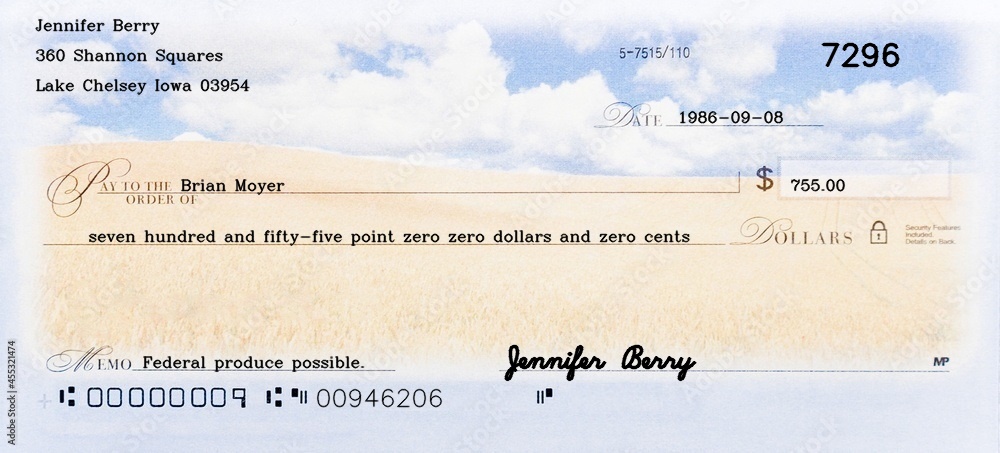 Jennifer Berry
360 Shannon Squares
Lake Chelsey Iowa 03954
5-7515/110
7296
DATE 1986-09-08
PAY TO THE ORDER OF Brian Moyer
$ 755.00
seven hundred and fifty-five point zero zero dollars and zero cents DOLLARS
Security Features
Included.
Details on Back.
MEMO Federal produce possible.
Jennifer Berry
MP
⑆000000009⑆ ⑈00946206 ⑈
Adobe Stock | #455321474